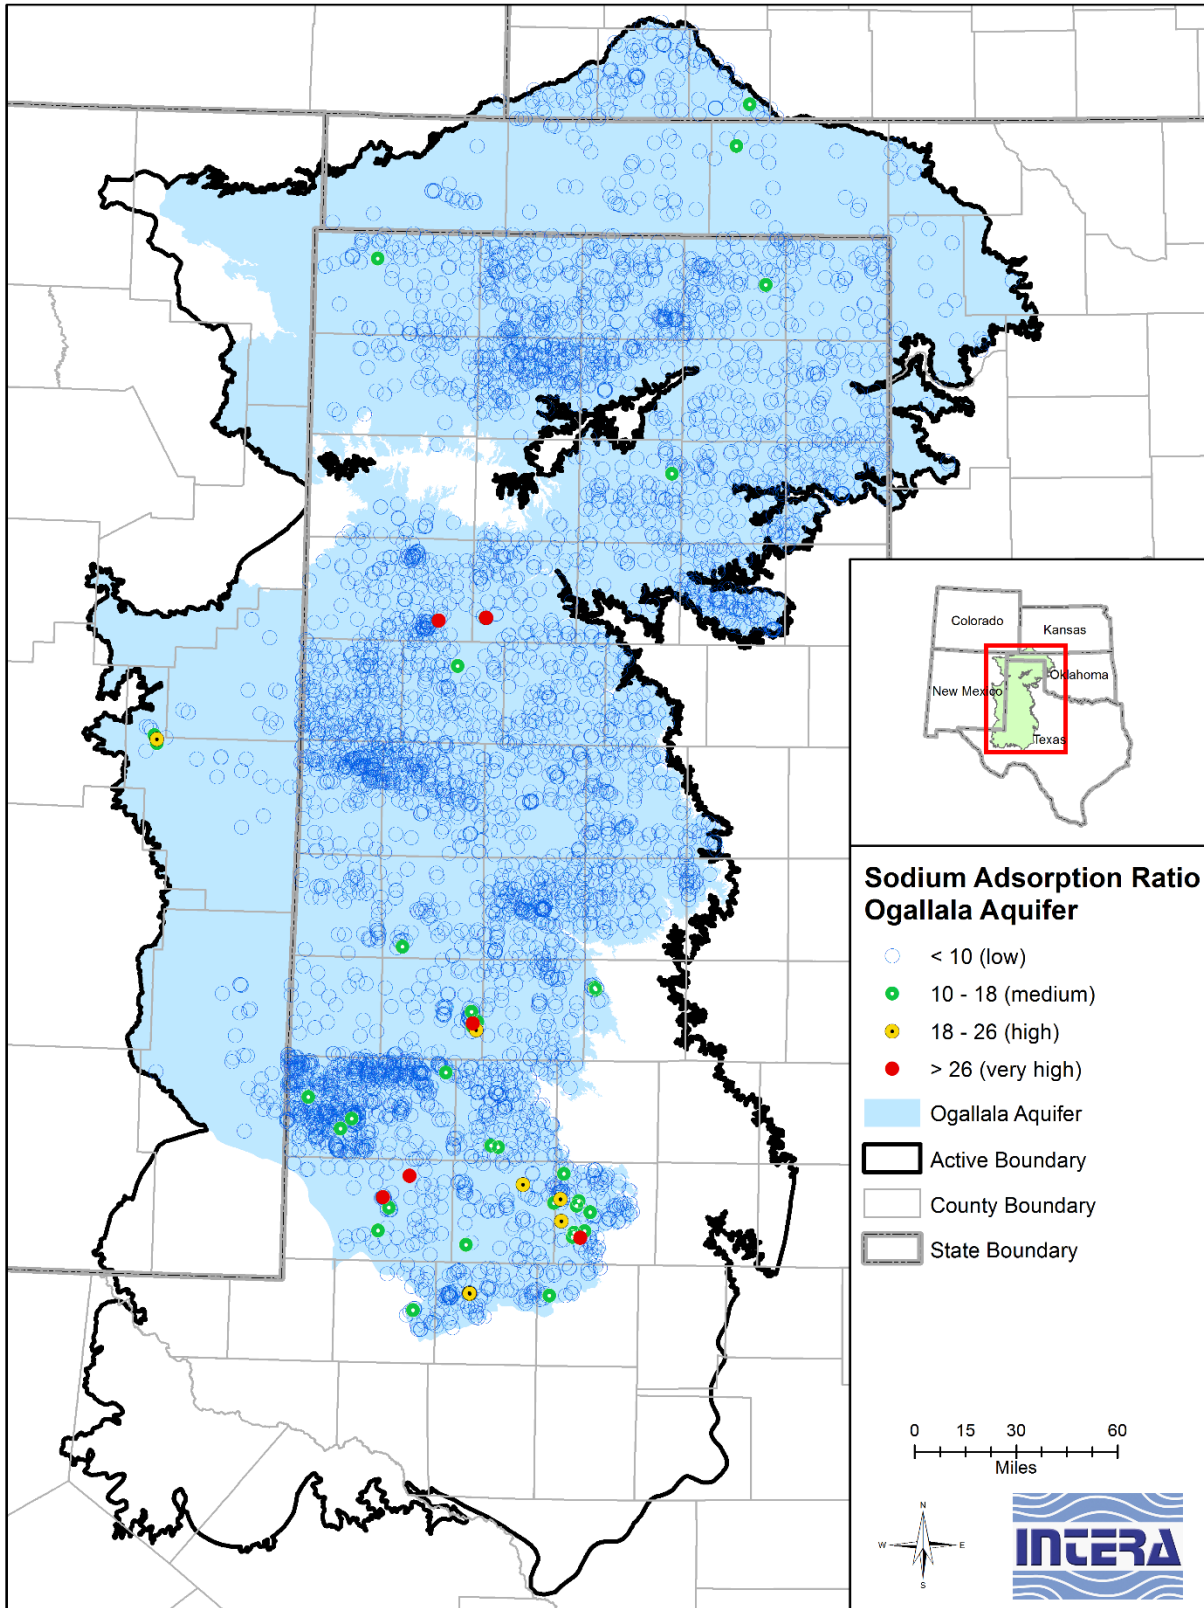 Colorado
Kansas
New Mexico
Oklahoma
Texas
Sodium Adsorption Ratio
Ogallala Aquifer
< 10 (low)
10 - 18 (medium)
18 - 26 (high)
> 26 (very high)
Ogallala Aquifer
Active Boundary
County Boundary
State Boundary
0 15 30 60
Miles
N
W E
S
INTERA